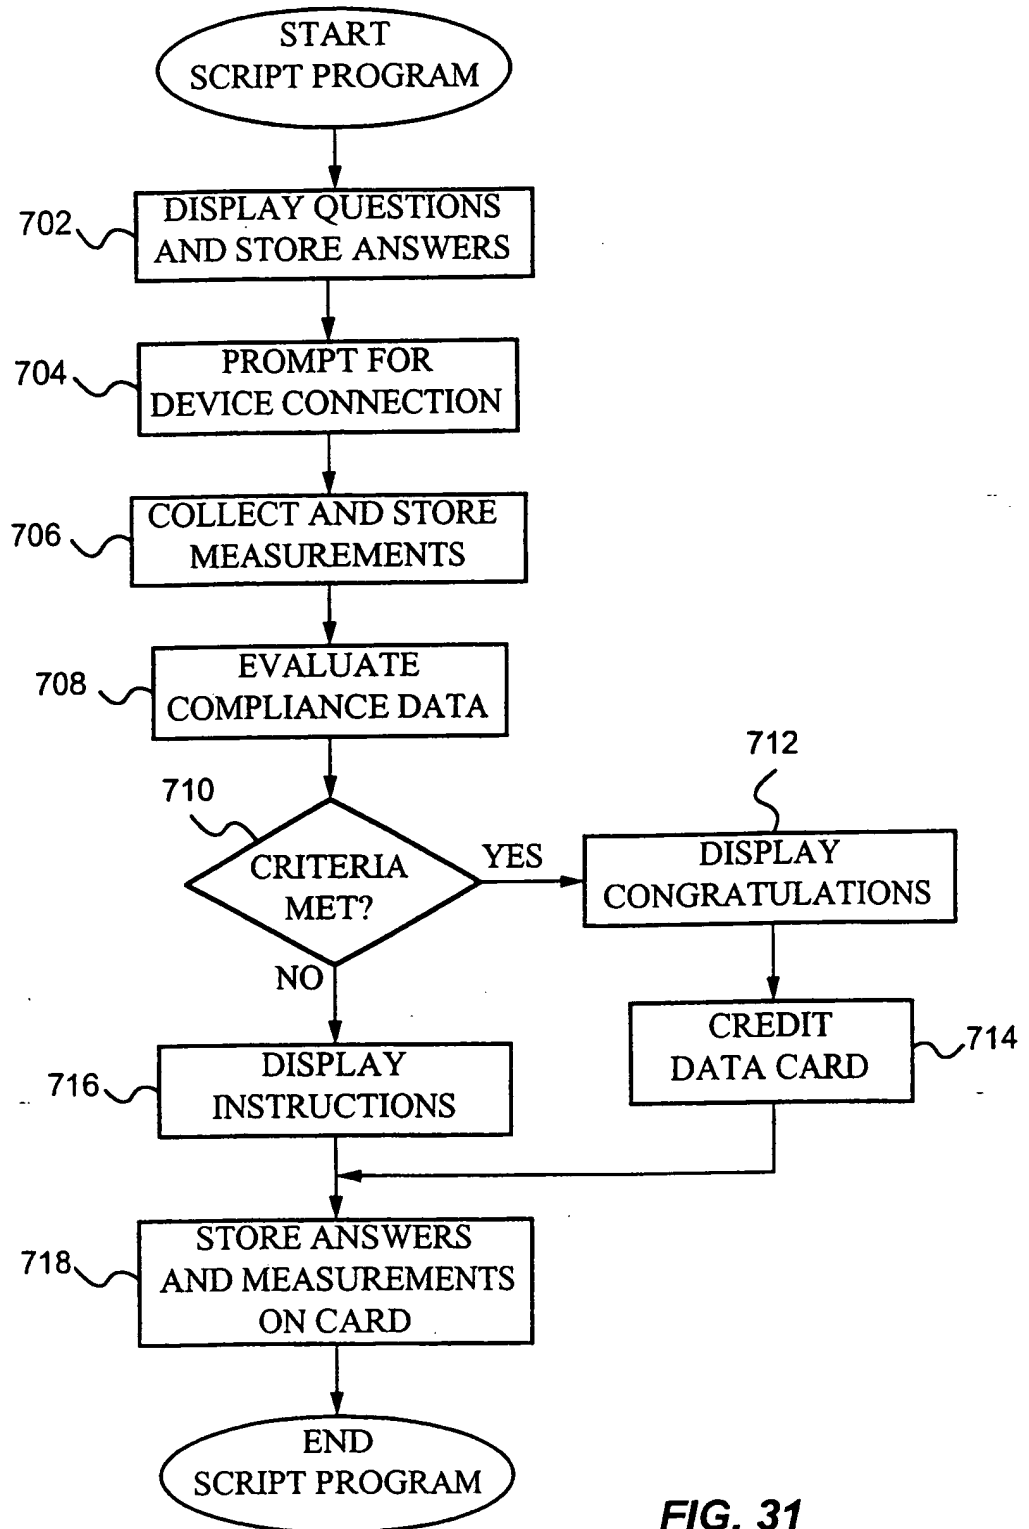 START
SCRIPT PROGRAM
702
DISPLAY QUESTIONS
AND STORE ANSWERS
704
PROMPT FOR
DEVICE CONNECTION
706
COLLECT AND STORE
MEASUREMENTS
708
EVALUATE
COMPLIANCE DATA
710
CRITERIA
MET?
YES
712
DISPLAY
CONGRATULATIONS
NO
CREDIT
DATA CARD
714
716
DISPLAY
INSTRUCTIONS
718
STORE ANSWERS
AND MEASUREMENTS
ON CARD
END
SCRIPT PROGRAM
FIG. 31